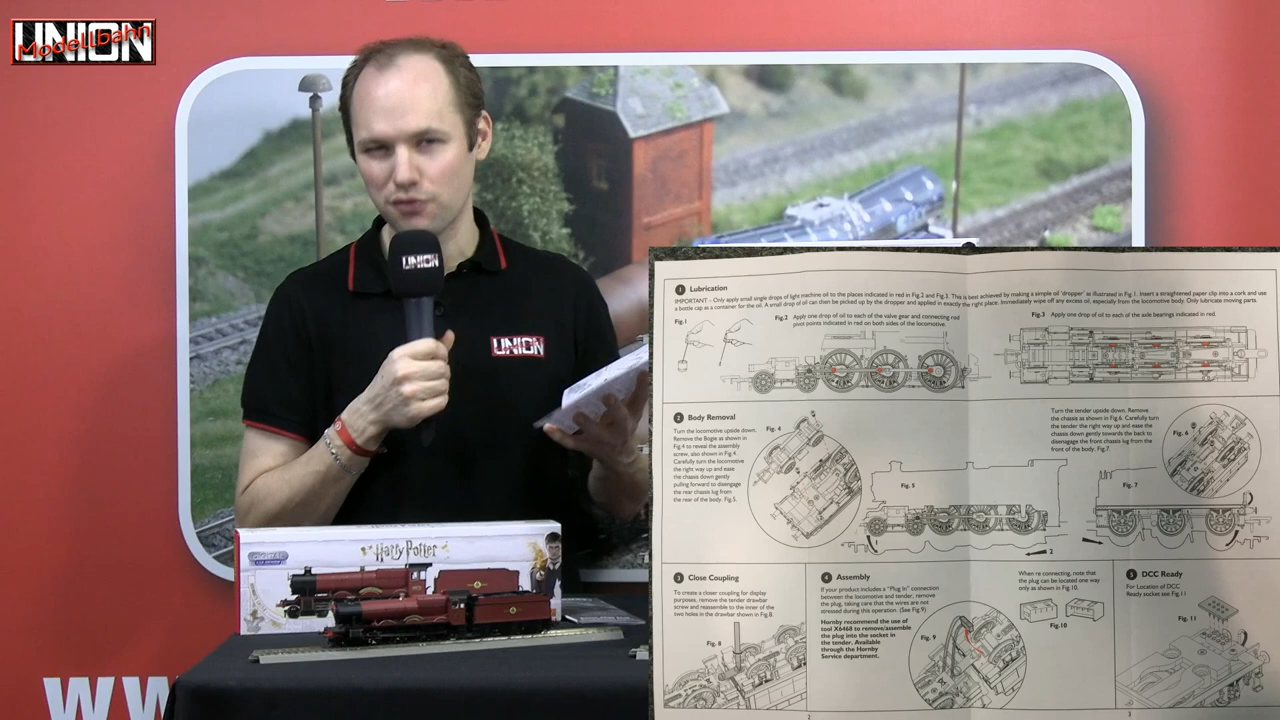 UNION
Modellbahn
UNION
UNION
Harry Potter
DIGITAL
WW
1 Lubrication
IMPORTANT – Only apply small single drops of light machine oil to the places indicated in red in Fig.2 and Fig.3. This is best achieved by making a simple oil 'dropper' as illustrated in Fig.1. Insert a straightened paper clip into a cork and use
a bottle cap as a container for the oil. A small drop of oil can then be picked up by the dropper and applied in exactly the right place. Immediately wipe off any excess oil, especially from the locomotive body. Only lubricate moving parts.
Fig.1
Fig.2 Apply one drop of oil to each of the valve gear and connecting rod
pivot points indicated in red on both sides of the locomotive.
Fig.3 Apply one drop of oil to each of the axle bearings indicated in red.
2 Body Removal
Turn the locomotive upside down.
Remove the Bogie as shown in
Fig.4 to reveal the assembly
screw, also shown in Fig.4.
Carefully turn the locomotive
the right way up and ease
the chassis down gently
pulling forward to disengage
the rear chassis lug from
the rear of the body. Fig.5.
Fig. 4
Fig. 5
1
2
Turn the tender upside down. Remove
the chassis as shown in Fig.6. Carefully turn
the tender the right way up and ease the
chassis down gently towards the back to
disengage the front chassis lug from the
front of the body. Fig.7.
Fig. 6
Fig. 7
3 Close Coupling
To create a closer coupling for display
purposes, remove the tender drawbar
screw and reassemble to the inner of the
two holes in the drawbar shown in Fig.8.
Fig. 8
4 Assembly
If your product includes a "Plug In" connection
between the locomotive and tender, remove
the plug, taking care that the wires are not
stressed during this operation. (See Fig.9)
Hornby recommend the use of
tool X6468 to remove/assemble
the plug into the socket in
the tender. Available
through the Hornby
Service department.
Fig. 9
When re connecting, note that
the plug can be located one way
only as shown in Fig.10.
Fig.10
5 DCC Ready
For Location of DCC
Ready socket see Fig.11
Fig. 11
2
3